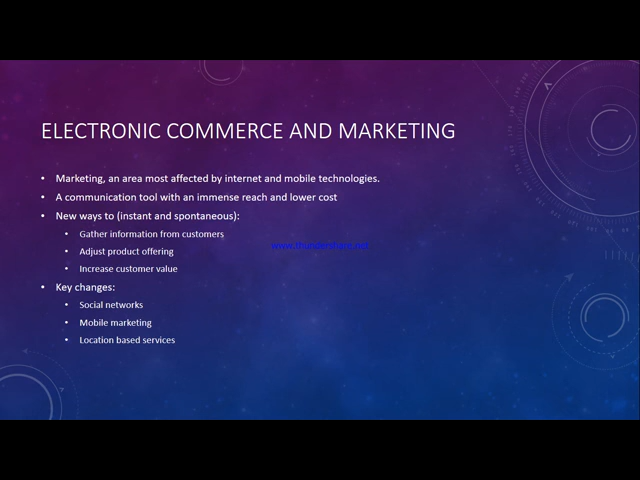 ELECTRONIC COMMERCE AND MARKETING
• Marketing, an area most affected by internet and mobile technologies.
• A communication tool with an immense reach and lower cost
• New ways to (instant and spontaneous):
• Gather information from customers
www.thundershare.net
• Adjust product offering
• Increase customer value
• Key changes:
• Social networks
• Mobile marketing
• Location based services